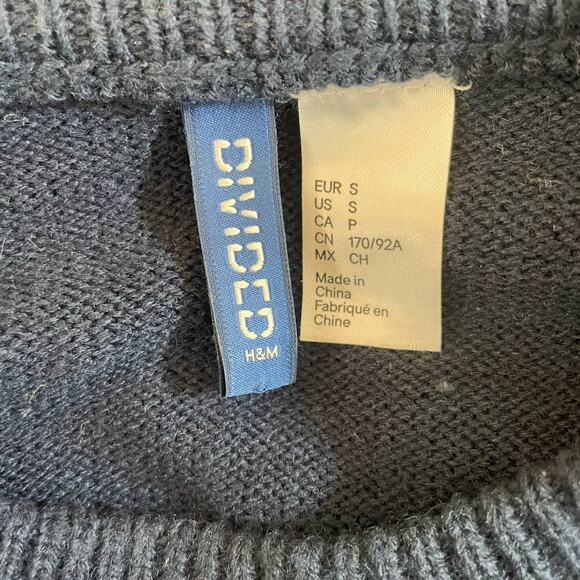 DIVIDED
H&M
EUR S
US S
CA P
CN 170/92A
MX CH
Made in
China
Fabriqué en
Chine